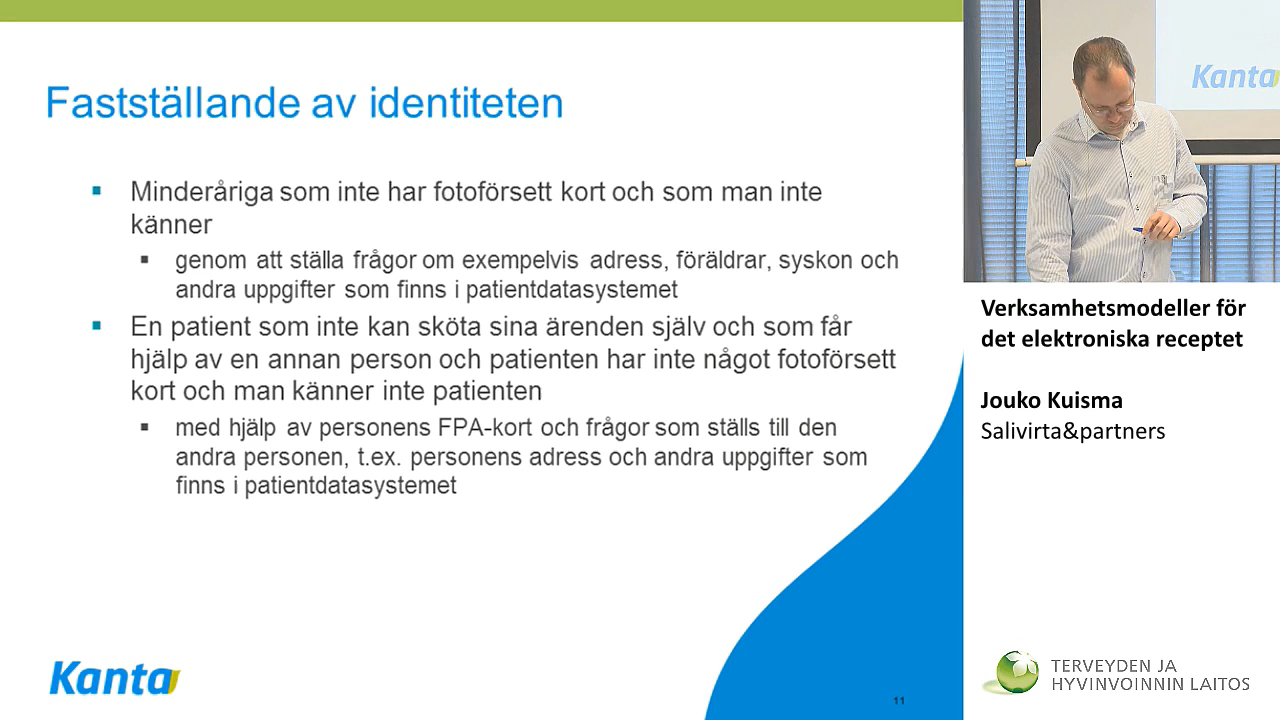 Fastställande av identiteten
Minderåriga som inte har fotoförsett kort och som man inte
känner
genom att ställa frågor om exempelvis adress, föräldrar, syskon och
andra uppgifter som finns i patientdatasystemet
En patient som inte kan sköta sina ärenden själv och som får
hjälp av en annan person och patienten har inte något fotoförsett
kort och man känner inte patienten
med hjälp av personens FPA-kort och frågor som ställs till den
andra personen, t.ex. personens adress och andra uppgifter som
finns i patientdatasystemet
Kanta
11
Kanta
Verksamhetsmodeller för
det elektroniska receptet
Jouko Kuisma
Salivirta&partners
TERVEYDEN JA
HYVINVOINNIN LAITOS